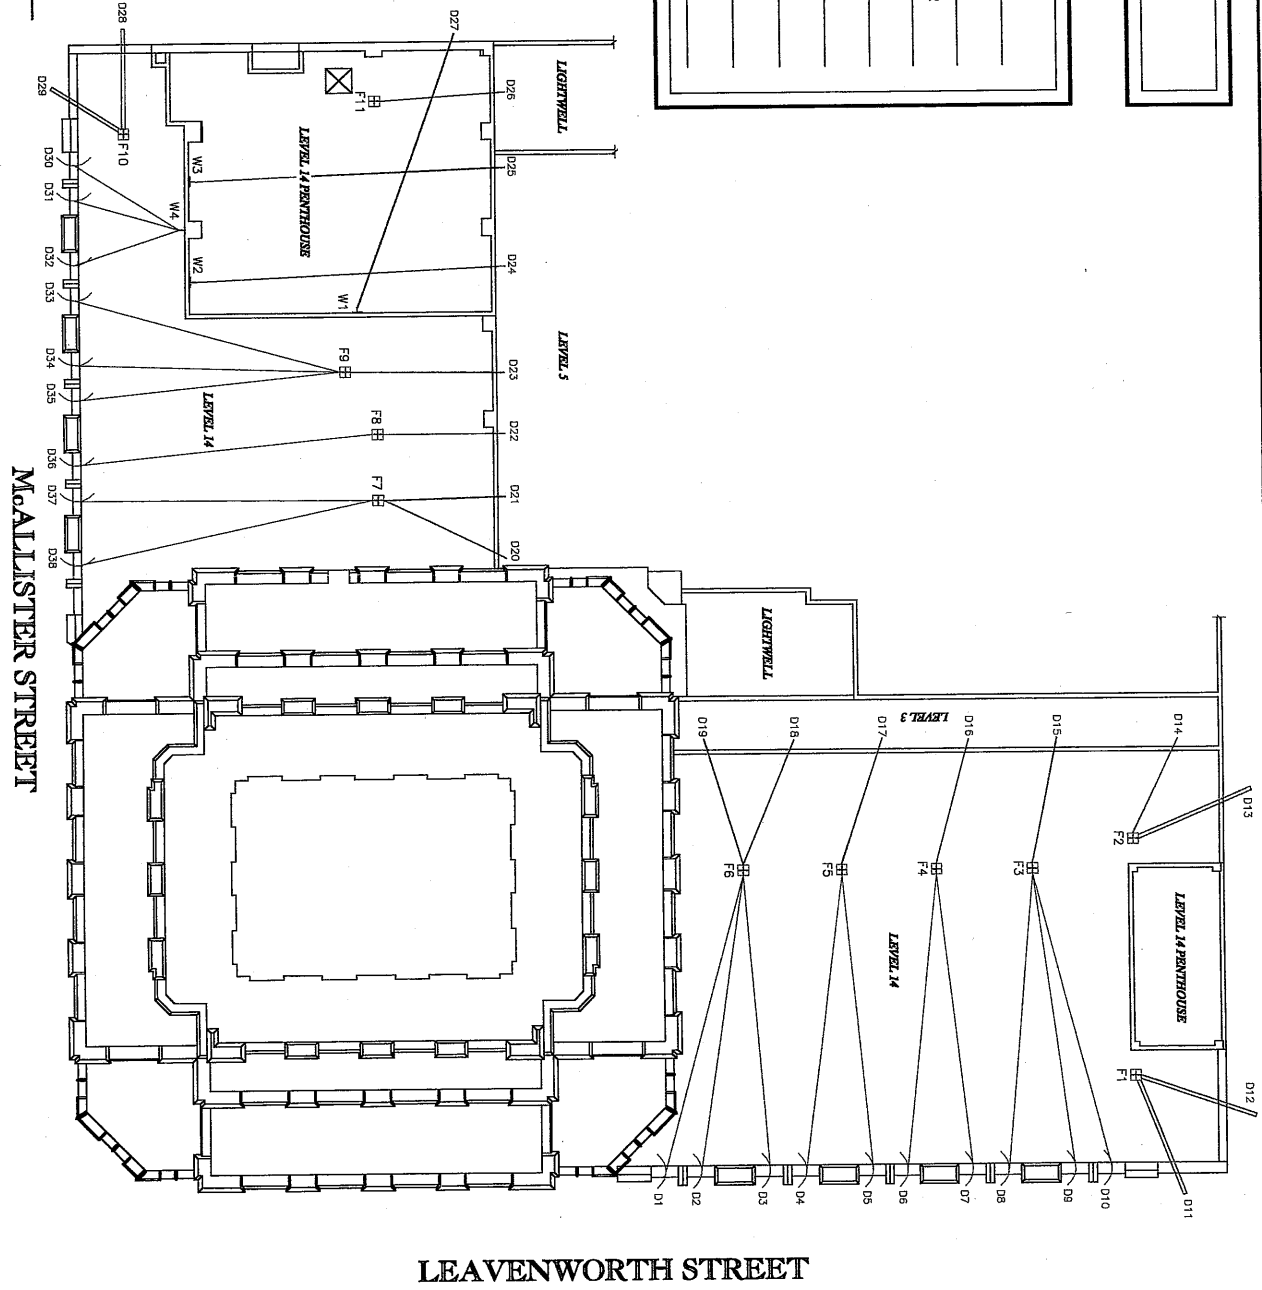 D28
D27
D29
D26
F11
LIGHTWELL
F10
D30
W3
LEVEL 14 PENTHOUSE
D25
D31
W4
D32
W2
D24
D33
W1
D34
F9
LEVEL 5
D23
D35
LEVEL 14
F8
D22
D36
D37
F7
D21
D38
D20
McALLISTER STREET
LIGHTWELL
LEVEL 3
D19
D18
D17
D16
D15
D14
D13
F6
F5
F4
F3
F2
LEVEL 14
LEVEL 14 PENTHOUSE
F1
D12
D1
D2
D3
D4
D5
D6
D7
D8
D9
D10
D11
LEAVENWORTH STREET